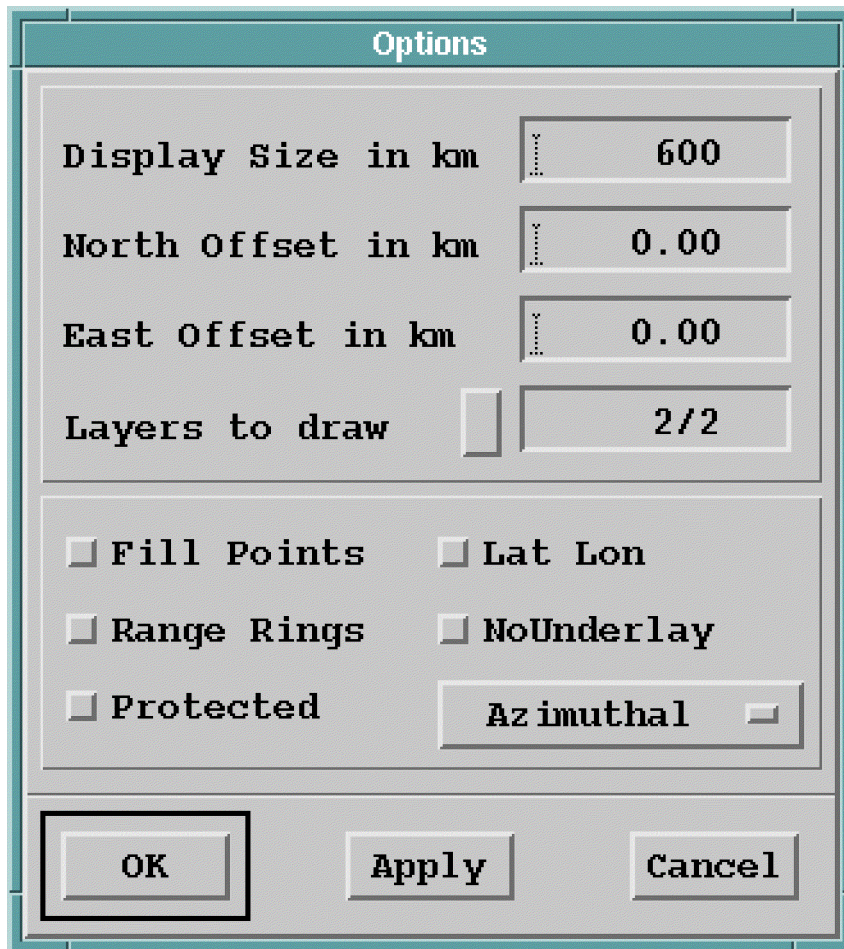 Options
Display Size in km 600
North Offset in km 0.00
East Offset in km 0.00
Layers to draw 2/2
Fill Points Lat Lon
Range Rings NoUnderlay
Protected Azimuthal
OK Apply Cancel